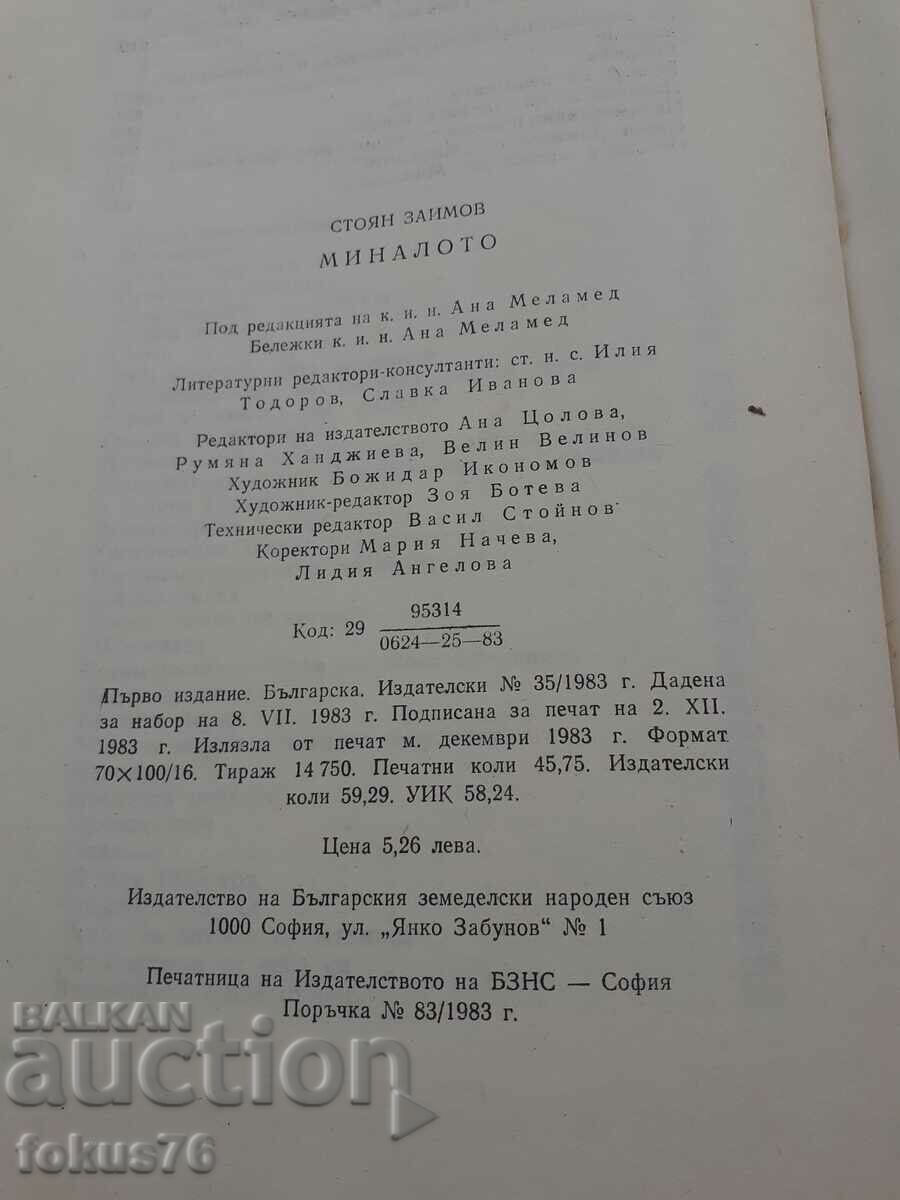 СТОЯН ЗАИМОВ
МИНАЛОТО
Под редакцията на к. и. н. Ана Меламед
Бележки к. и. н. Ана Меламед
Литературни редактори-консултанти: ст. н. с. Илия
Тодоров, Славка Иванова
Редактори на издателството Ана Цолова,
Румяна Ханджиева, Велин Велинов
Художник Божидар Икономов
Художник-редактор Зоя Ботева
Технически редактор Васил Стойнов
Коректори Мария Начева,
Лидия Ангелова
95314
Код: 29
0624—25—83
Първо издание. Българска. Издателски № 35/1983 г. Дадена
за набор на 8. VII. 1983 г. Подписана за печат на 2. XII.
1983 г. Излязла от печат м. декември 1983 г. Формат
70×100/16. Тираж 14 750. Печатни коли 45,75. Издателски
коли 59,29. УИК 58,24.
Цена 5,26 лева.
Издателство на Българския земеделски народен съюз
1000 София, ул. „Янко Забунов“ № 1
Печатница на Издателството на БЗНС — София
Поръчка № 83/1983 г.
BALKAN
auction
fokus76